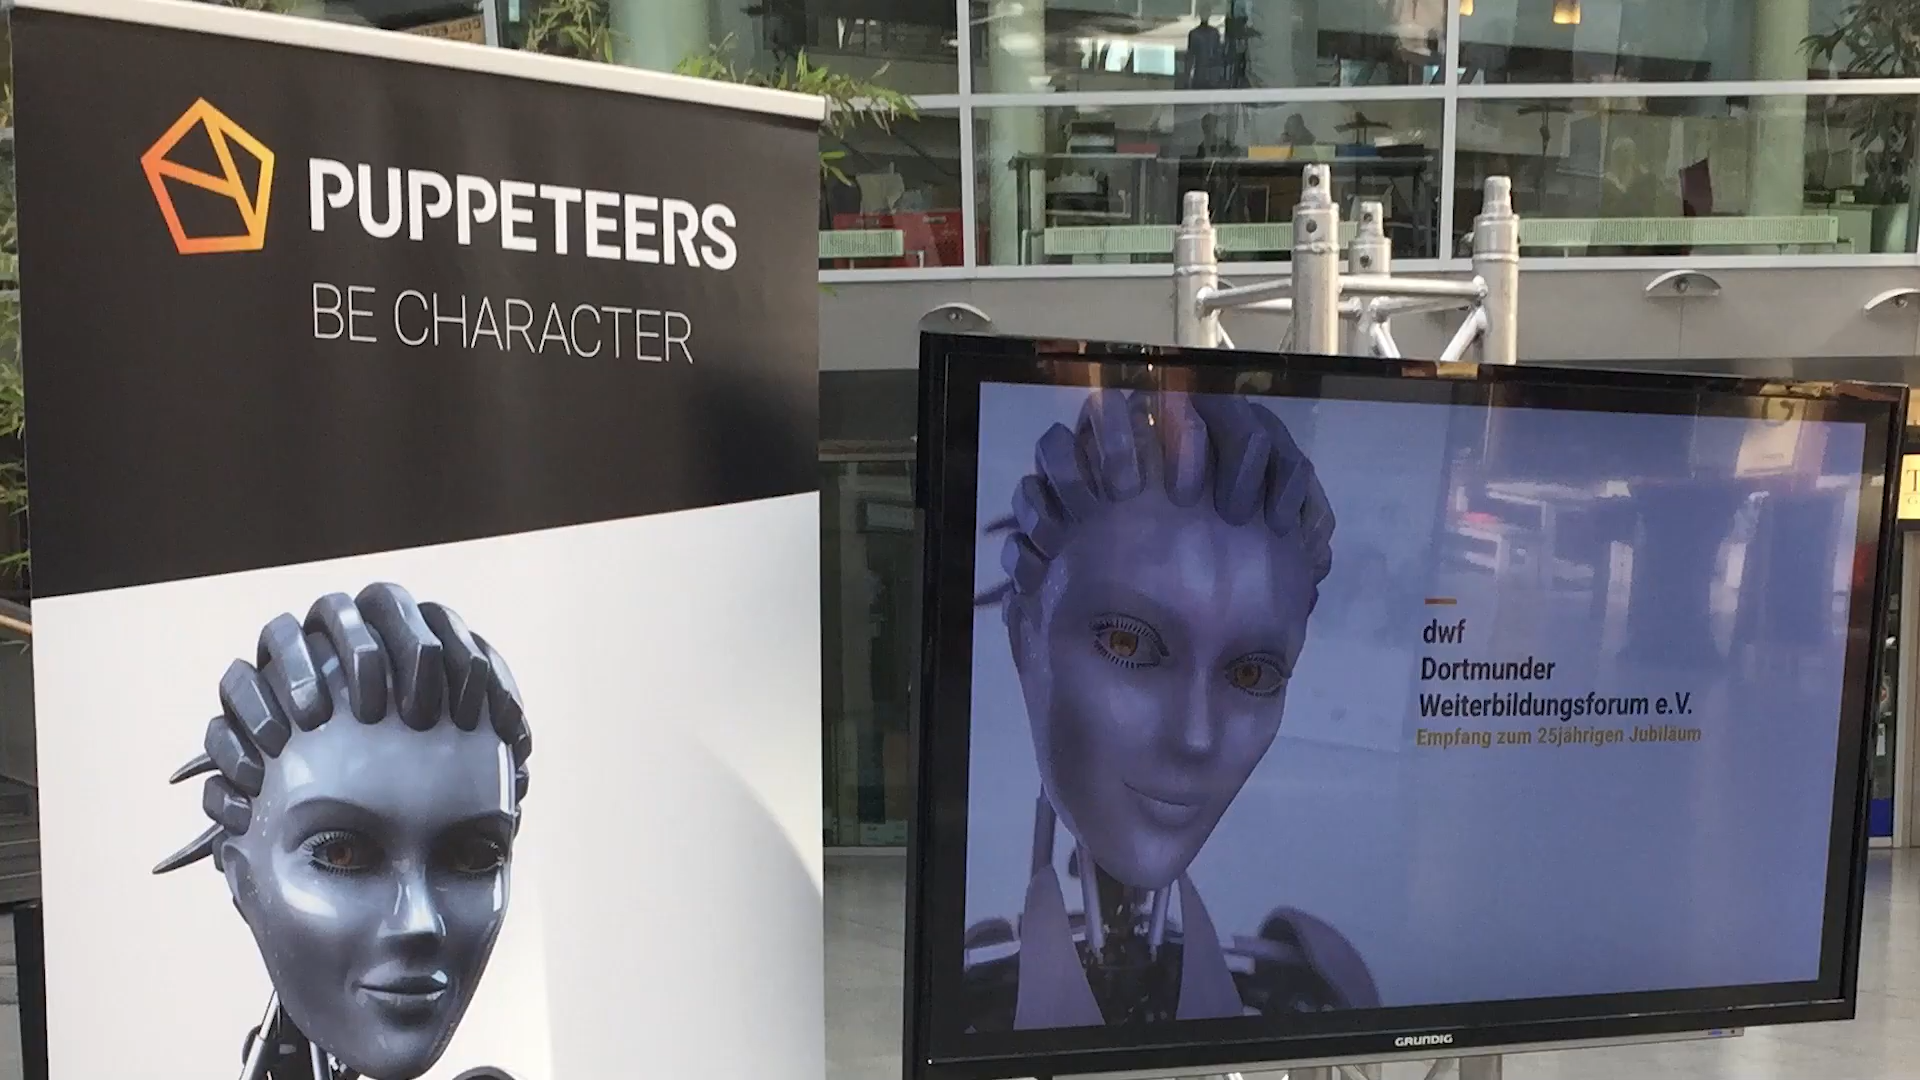 PUPPETEERS
BE CHARACTER
dwf
Dortmunder
Weiterbildungsforum e.V.
Empfang zum 25jährigen Jubiläum
GRUNDIG